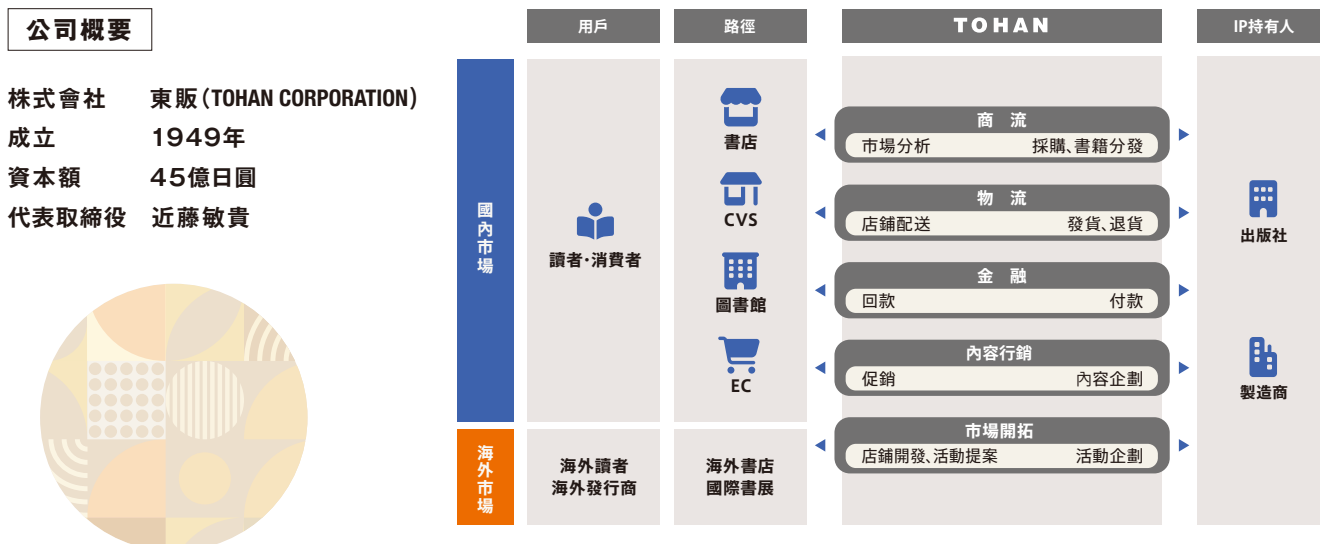 公司概要
株式會社 東販(TOHAN CORPORATION)
成立 1949年
資本額 45億日圓
代表取締役 近藤敏貴
用戶 路徑 TOHAN IP持有人
國內市場
讀者･消費者
書店
CVS
圖書館
EC
商 流
市場分析 採購､書籍分發
物 流
店鋪配送 發貨､退貨
金 融
回款 付款
內容行銷
促銷 內容企劃
市場開拓
店鋪開發､活動提案 活動企劃
出版社
製造商
海外市場
海外讀者
海外發行商
海外書店
國際書展